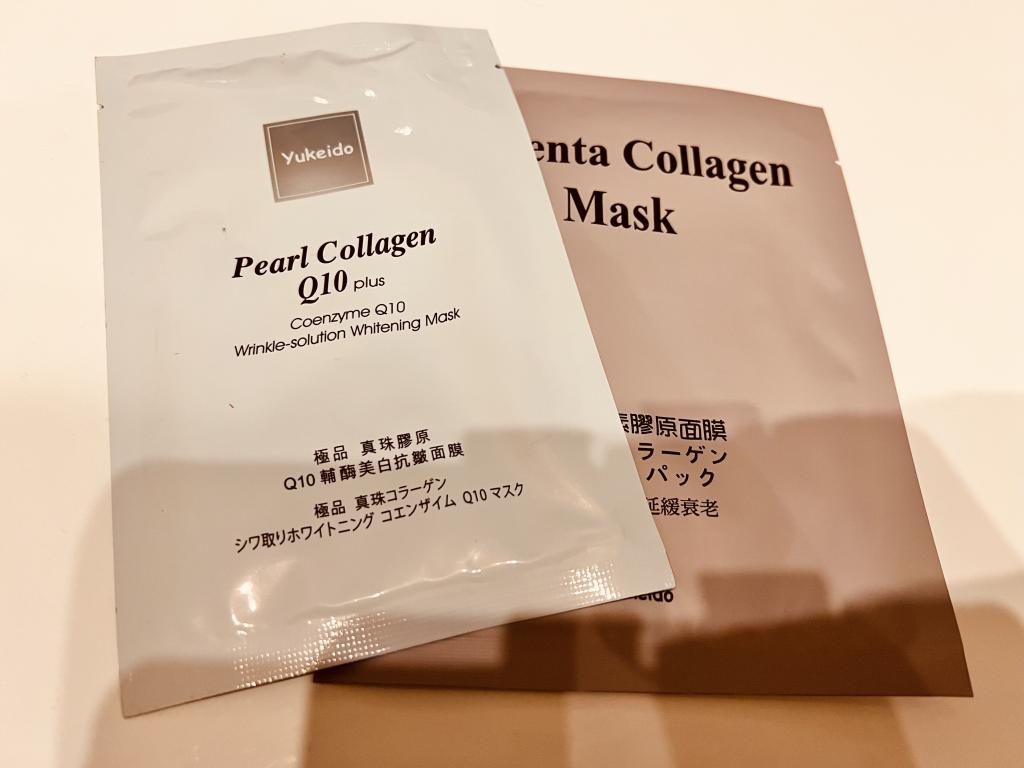 Yukeido
Pearl Collagen
Q10 plus
Coenzyme Q10
Wrinkle-solution Whitening Mask
極品 真珠膠原
Q10 輔酶美白抗皺面膜
極品 真珠コラーゲン
シワ取りホワイトニング コエンザイム Q10 マスク
enta Collagen
Mask
素膠原面膜
ラーゲン
パック
延緩衰老
eido